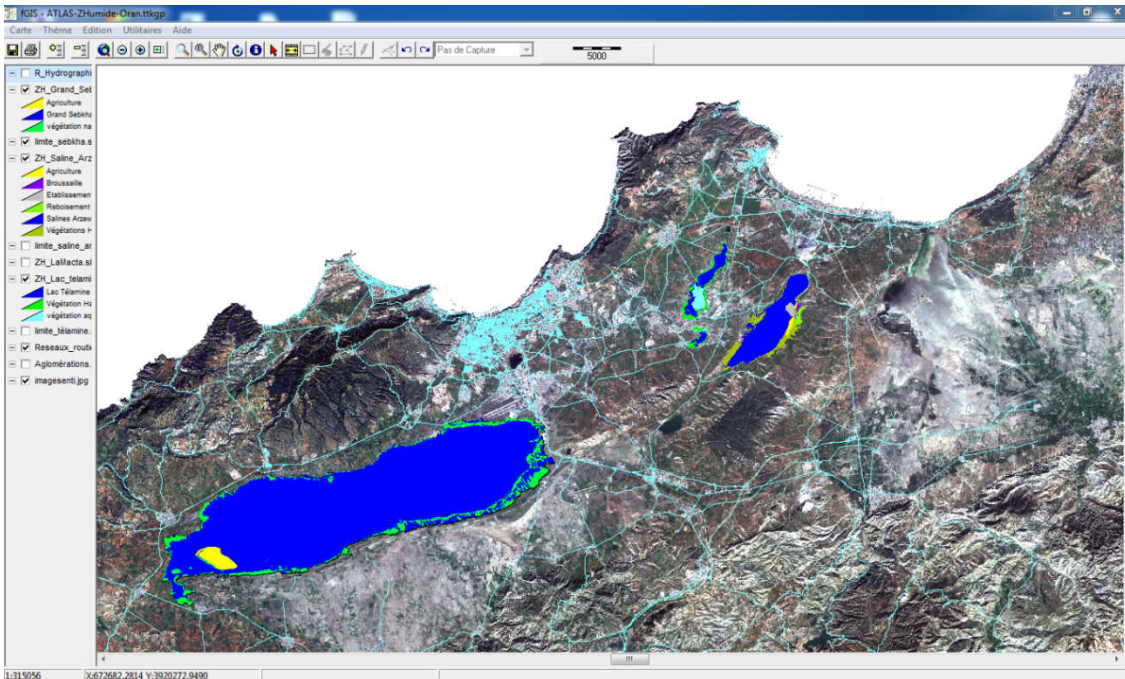 fGIS - ATLAS-ZHumide-Oran.ttkgp
Carte Thème Edition Utilitaires Aide
Pas de Capture
5000
R_Hydrographi
ZH_Grand_Set
Agriculture
Grand Sebkha
végétation na
limite_sebkha.s
ZH_Saline_Arz
Agriculture
Broussaille
Etablissemen
Reboisement
Salines Arzew
Végétations H
limite_saline_ar
ZH_LaMacta.sl
ZH_Lac_telami
Lac Télamine
Végétation Ha
végétation aq
limite_télamine.
Reseaux_routi
Aglomérations.
imagesenti.jpg
1:315056 X:672682.2814 Y:3920272.9490